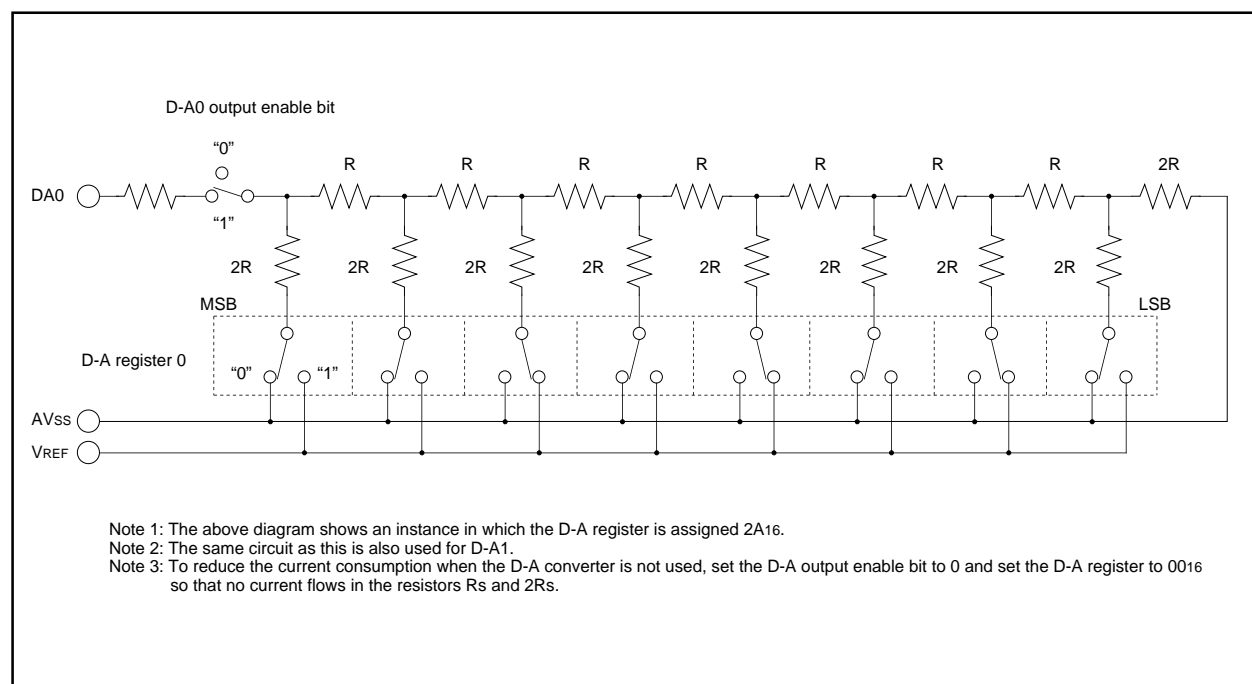 D-A0 output enable bit
“0”
R R R R R R R 2R
DA0
“1”
2R 2R 2R 2R 2R 2R 2R 2R
MSB LSB
D-A register 0
“0” “1”
AVSS
VREF
Note 1: The above diagram shows an instance in which the D-A register is assigned 2A16.
Note 2: The same circuit as this is also used for D-A1.
Note 3: To reduce the current consumption when the D-A converter is not used, set the D-A output enable bit to 0 and set the D-A register to 0016
so that no current flows in the resistors Rs and 2Rs.